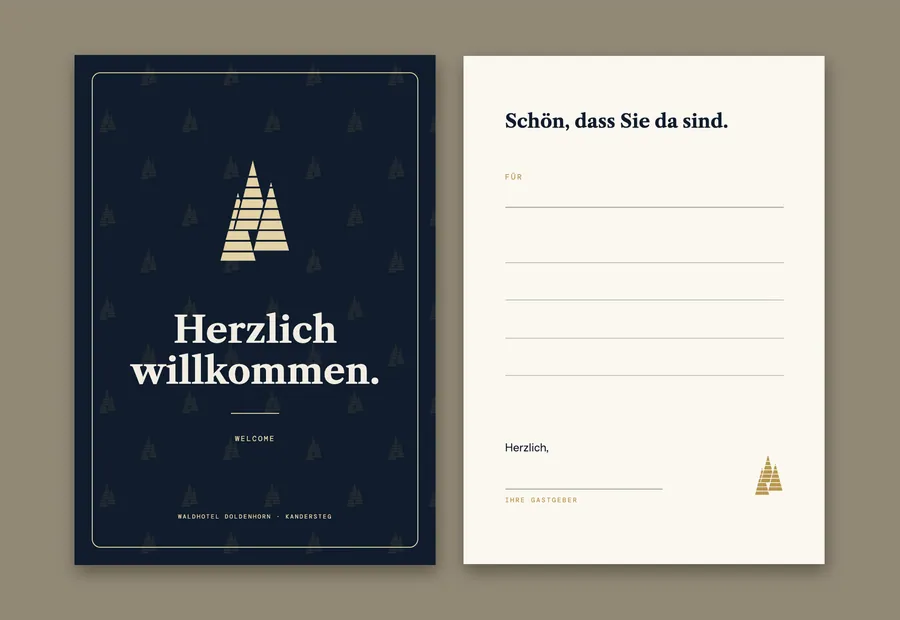 Herzlich
willkommen.
WELCOME
WALDHOTEL DOLDENHORN · KANDERSTEG
Schön, dass Sie da sind.
FÜR
Herzlich,
IHRE GASTGEBER